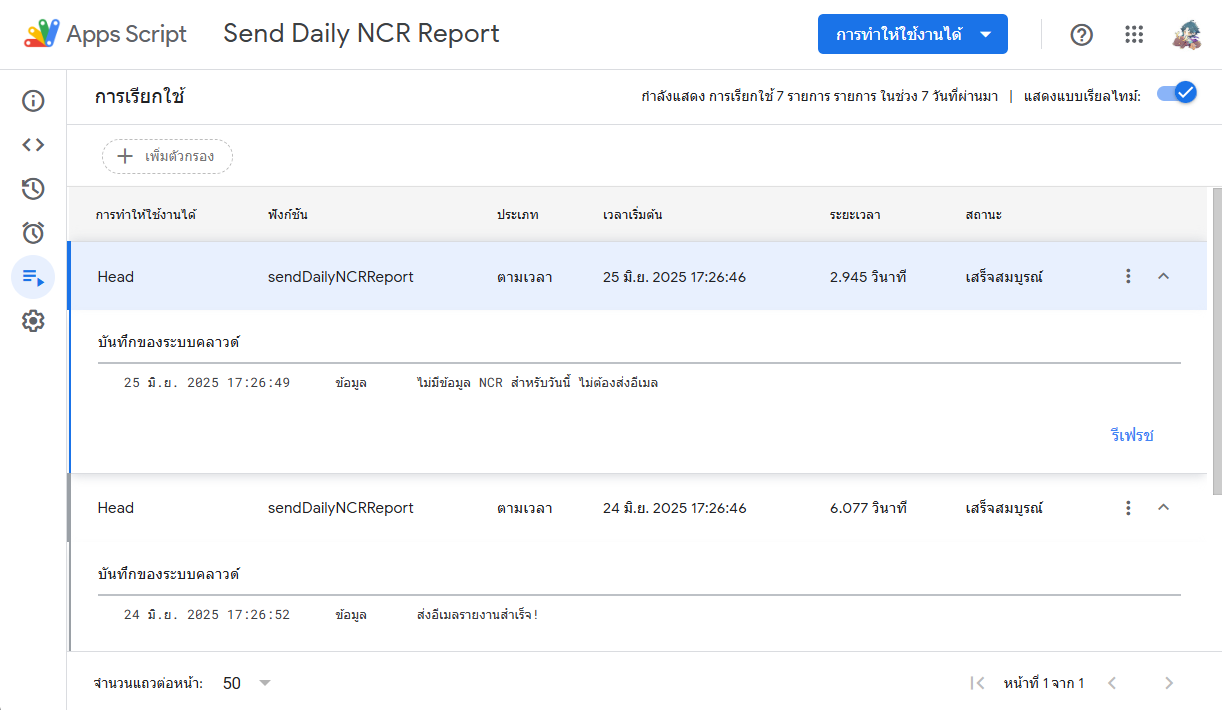 Apps Script Send Daily NCR Report การทำให้ใช้งานได้
การเรียกใช้ กำลังแสดง การเรียกใช้ 7 รายการ รายการ ในช่วง 7 วันที่ผ่านมา | แสดงแบบเรียลไทม์:
เพิ่มตัวกรอง
การทำให้ใช้งานได้ ฟังก์ชัน ประเภท เวลาเริ่มต้น ระยะเวลา สถานะ
Head sendDailyNCRReport ตามเวลา 25 มิ.ย. 2025 17:26:46 2.945 วินาที เสร็จสมบูรณ์
บันทึกของระบบคลาวด์
25 มิ.ย. 2025 17:26:49 ข้อมูล ไม่มีข้อมูล NCR สำหรับวันนี้ ไม่ต้องส่งอีเมล
รีเฟรช
Head sendDailyNCRReport ตามเวลา 24 มิ.ย. 2025 17:26:46 6.077 วินาที เสร็จสมบูรณ์
บันทึกของระบบคลาวด์
24 มิ.ย. 2025 17:26:52 ข้อมูล ส่งอีเมลรายงานสำเร็จ!
จำนวนแถวต่อหน้า: 50 หน้าที่ 1 จาก 1